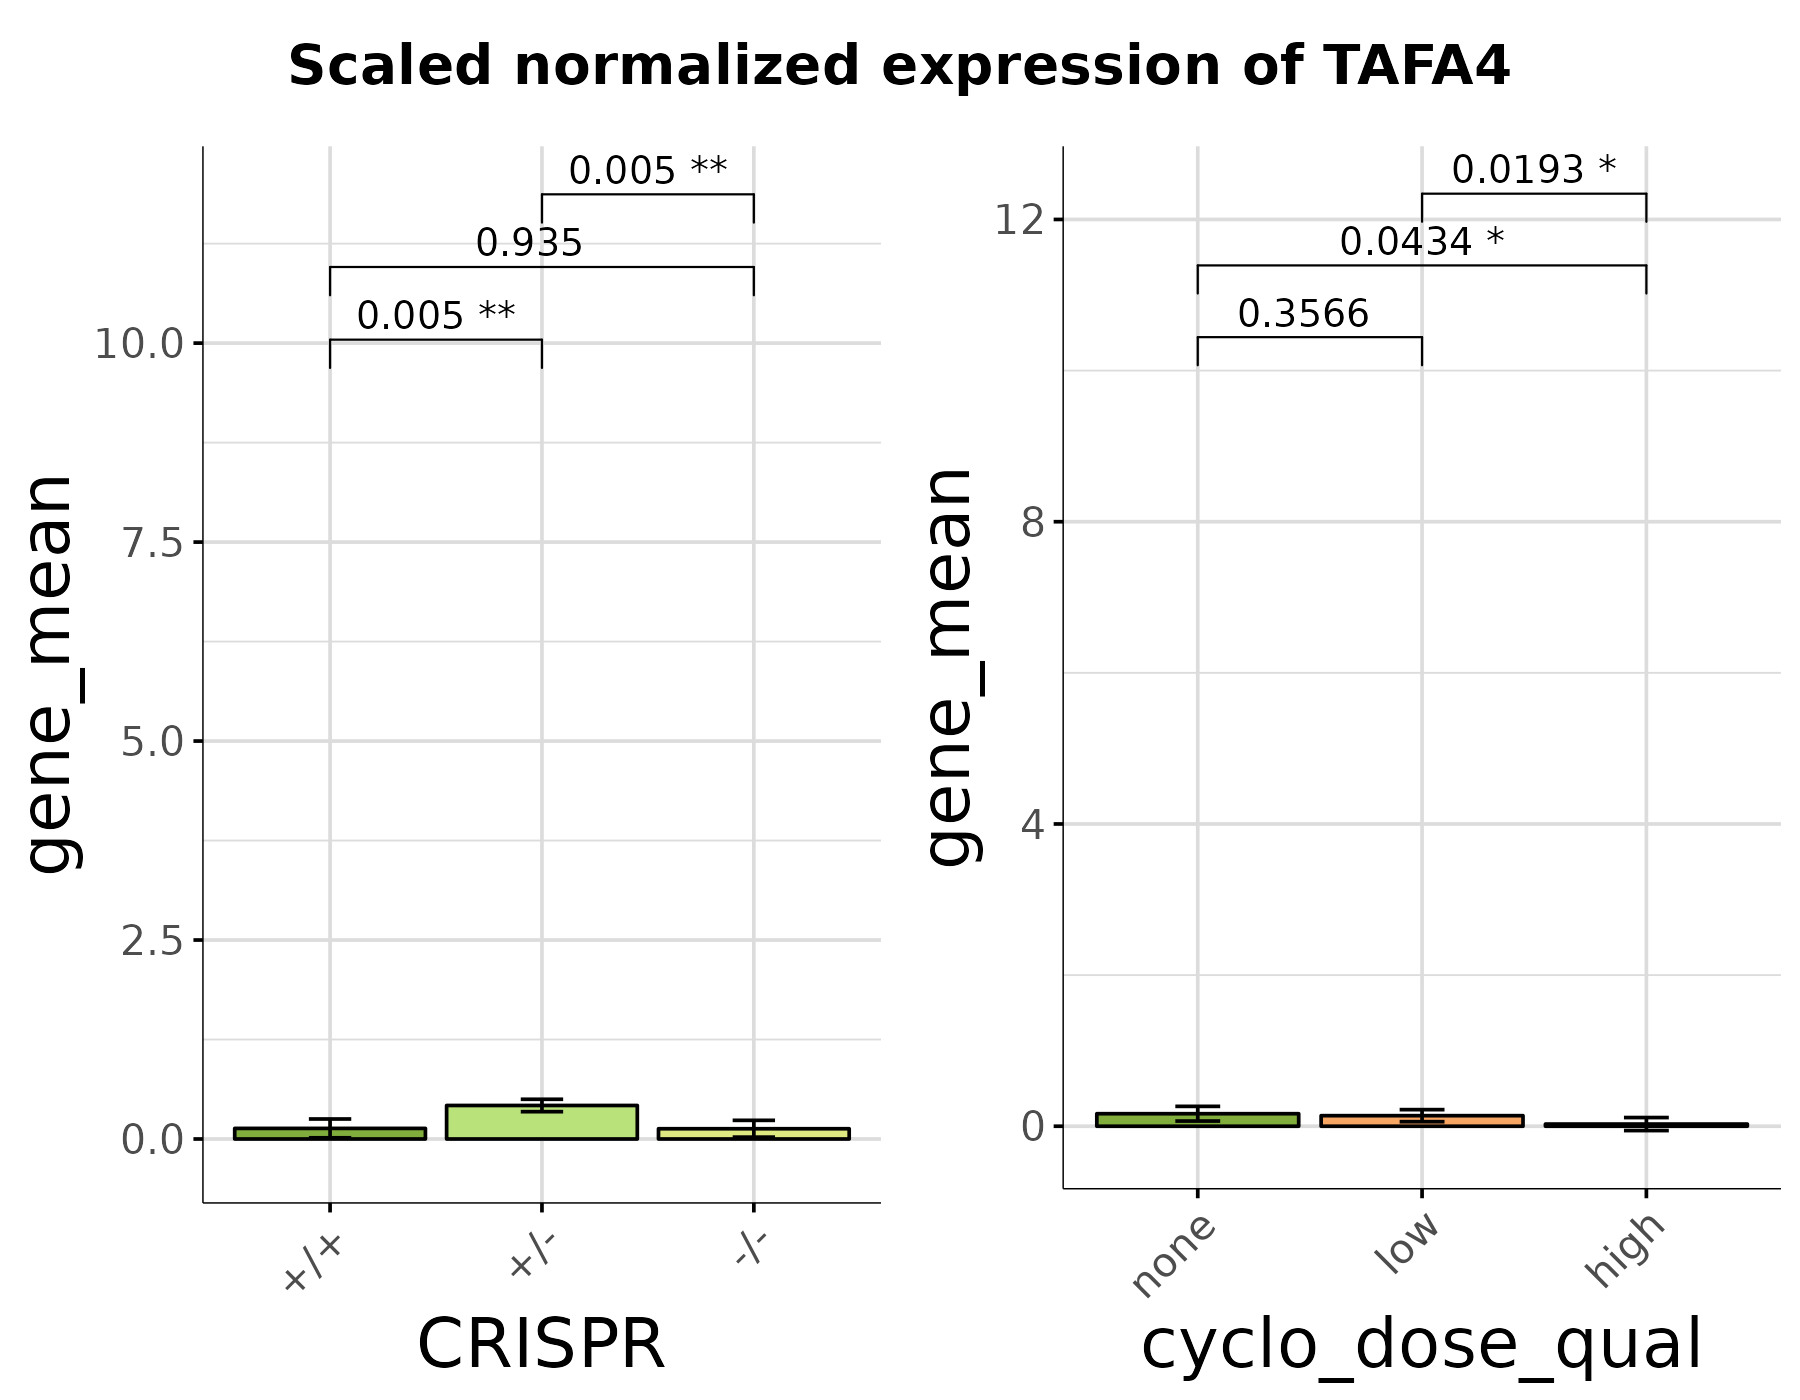 Scaled normalized expression of TAFA4
gene_mean
10.0
7.5
5.0
2.5
0.0
0.005 **
0.935
0.005 **
+/+
+/-
-/-
CRISPR
gene_mean
12
8
4
0
0.0193 *
0.0434 *
0.3566
none
low
high
cyclo_dose_qual